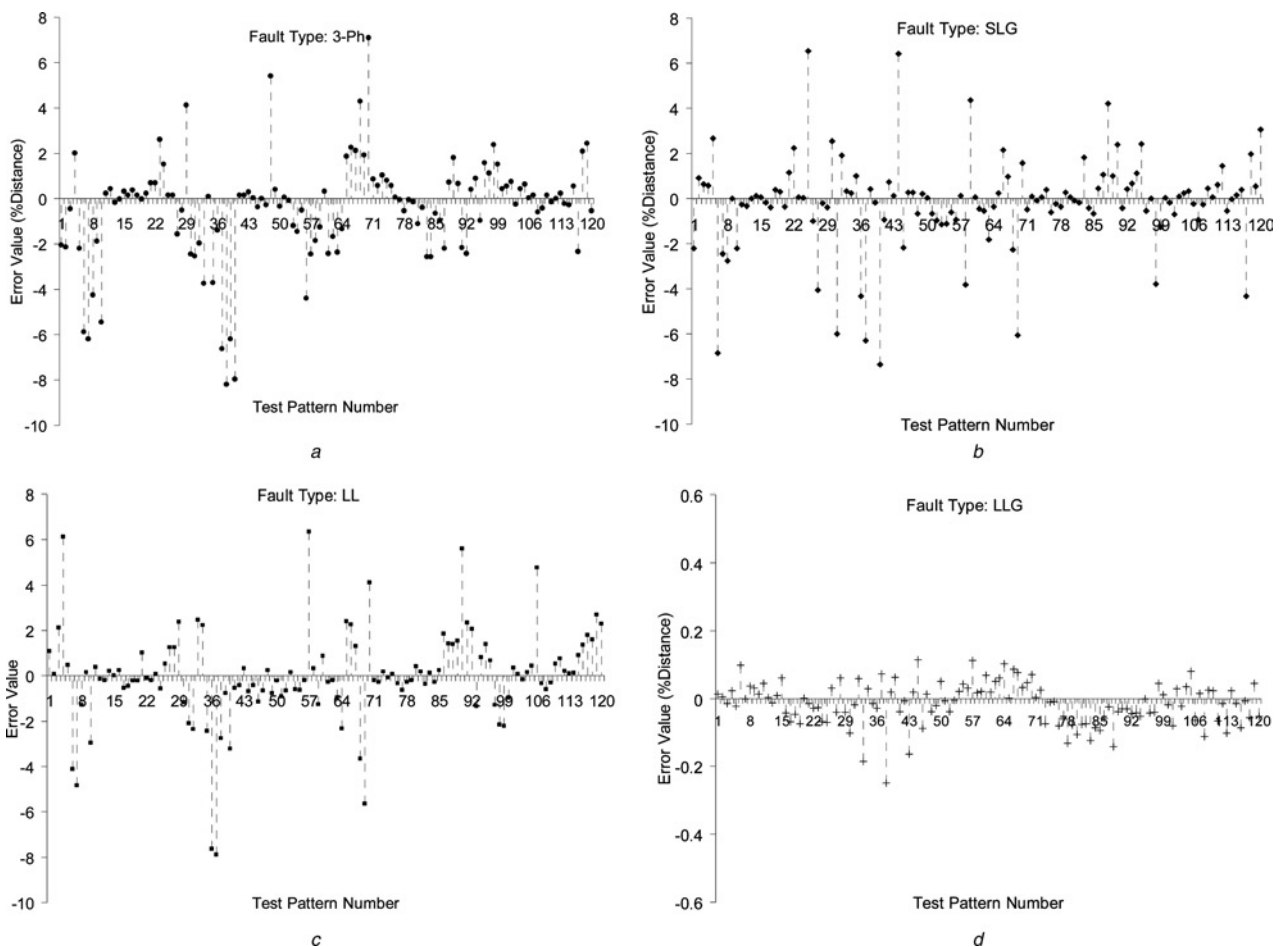 Fault Type: 3-Ph
8
6
4
2
0
-2
-4
-6
-8
-10
Error Value (%Distance)
1 8 15 22 29 36 43 50 57 64 71 78 85 92 99 106 113 120
Test Pattern Number
a
Fault Type: SLG
8
6
4
2
0
-2
-4
-6
-8
-10
Error Value (%Diastance)
1 8 15 22 29 36 43 50 57 64 71 78 85 92 99 106 113 120
Test Pattern Number
b
Fault Type: LL
8
6
4
2
0
-2
-4
-6
-8
-10
Error Value
1 8 15 22 29 36 43 50 57 64 71 78 85 92 99 106 113 120
Test Pattern Number
c
Fault Type: LLG
0.6
0.4
0.2
0
-0.2
-0.4
-0.6
Error Value (%Distance)
1 8 15 22 29 36 43 50 57 64 71 78 85 92 99 106 113 120
Test Pattern Number
d